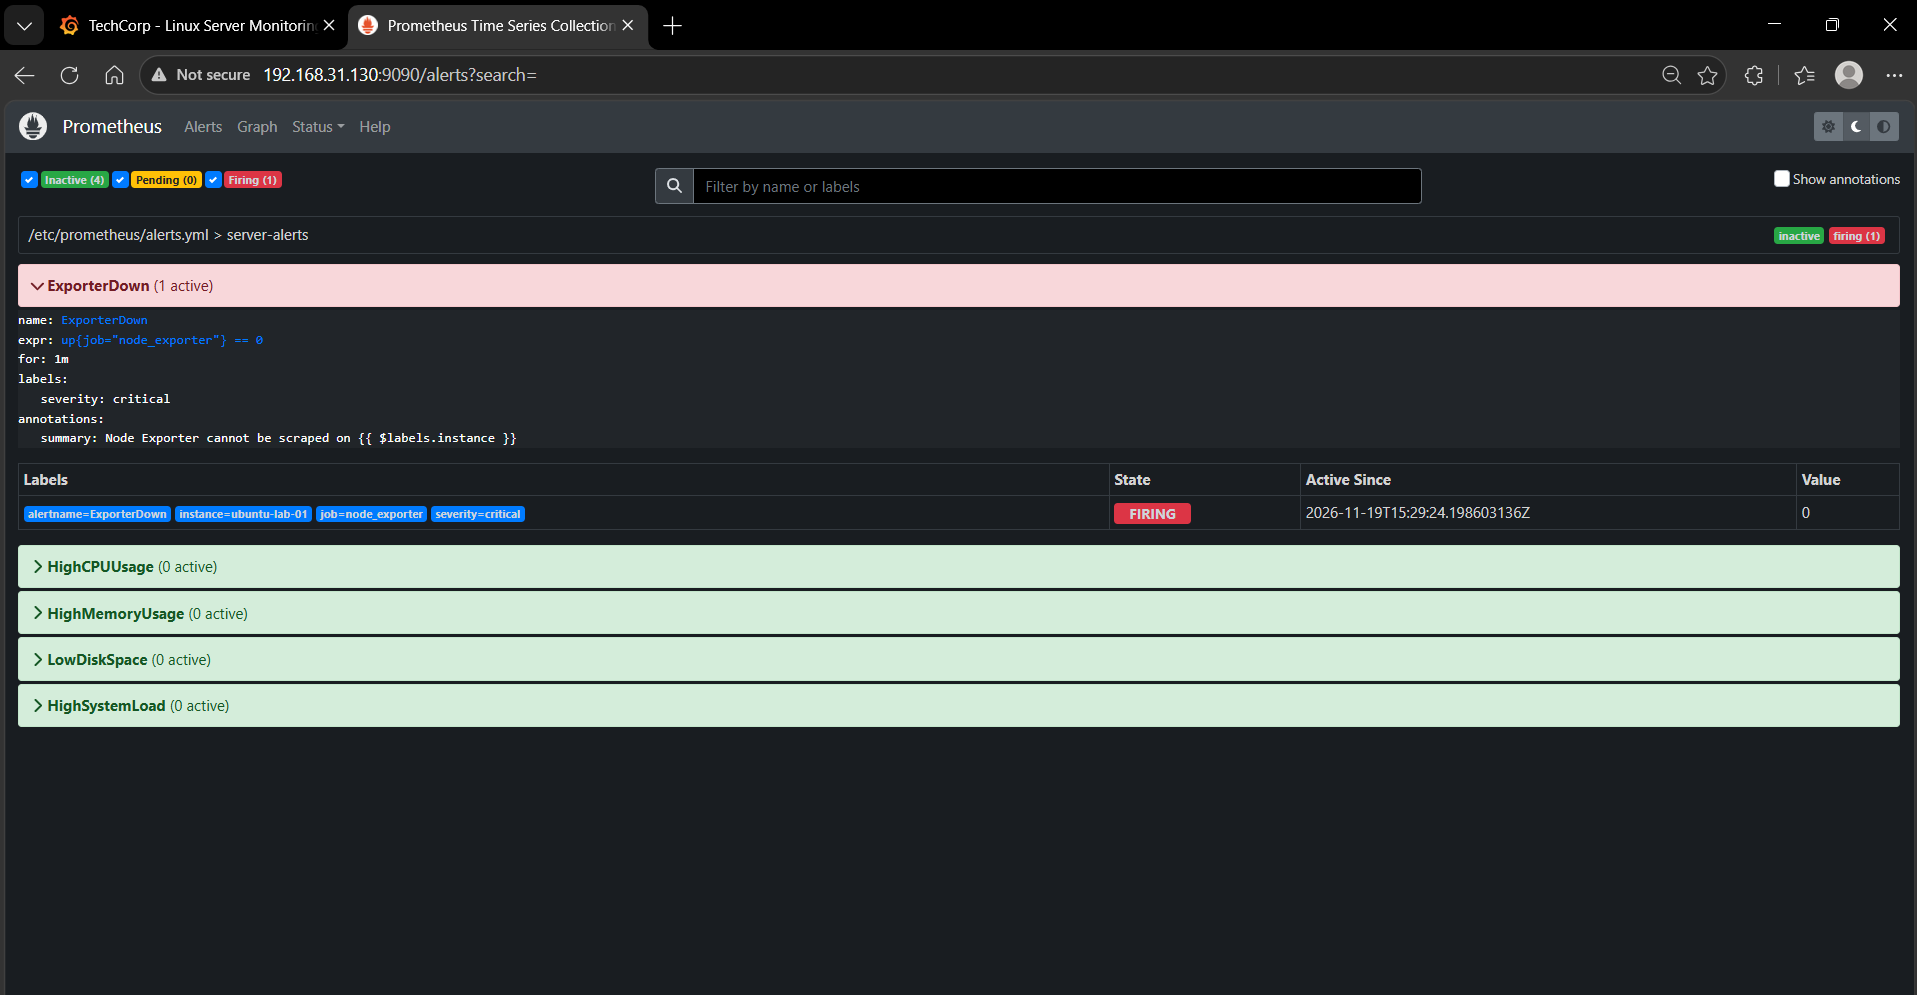 TechCorp - Linux Server Monitorin
Prometheus Time Series Collection
Not secure 192.168.31.130:9090/alerts?search=
Prometheus Alerts Graph Status Help
Inactive (4) Pending (0) Firing (1)
Filter by name or labels
Show annotations
/etc/prometheus/alerts.yml > server-alerts
inactive firing (1)
ExporterDown (1 active)
name: ExporterDown
expr: up{job="node_exporter"} == 0
for: 1m
labels:
severity: critical
annotations:
summary: Node Exporter cannot be scraped on {{ $labels.instance }}
Labels State Active Since Value
alertname=ExporterDown instance=ubuntu-lab-01 job=node_exporter severity=critical FIRING 2026-11-19T15:29:24.198603136Z 0
HighCPUUsage (0 active)
HighMemoryUsage (0 active)
LowDiskSpace (0 active)
HighSystemLoad (0 active)